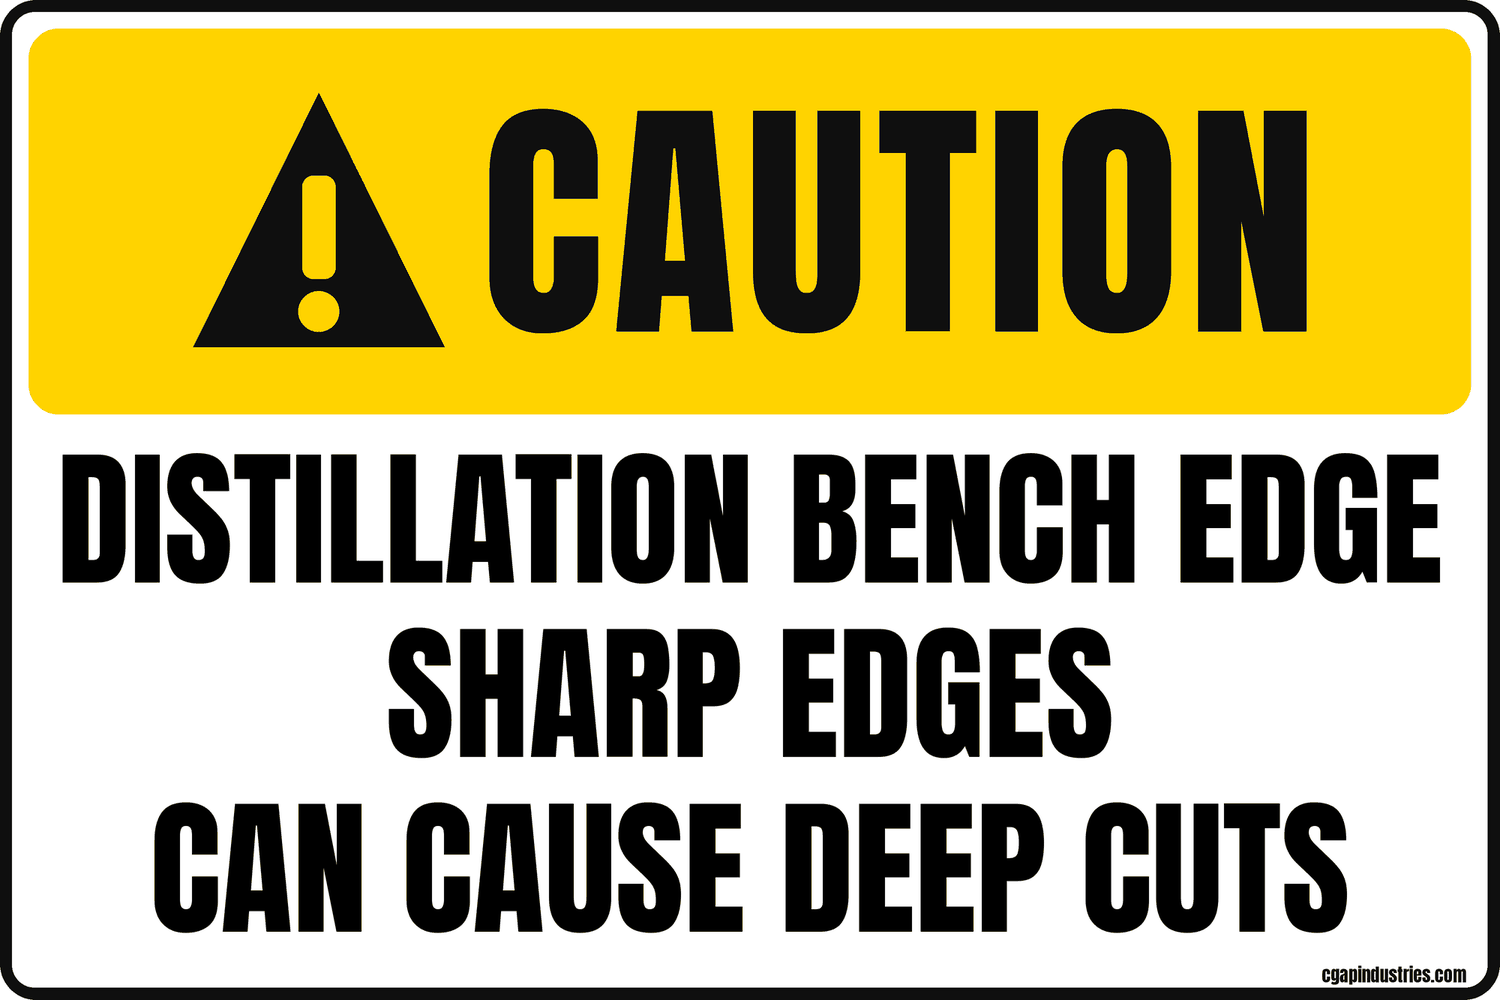 CAUTION
DISTILLATION BENCH EDGE
SHARP EDGES
CAN CAUSE DEEP CUTS
cgapindustries.com